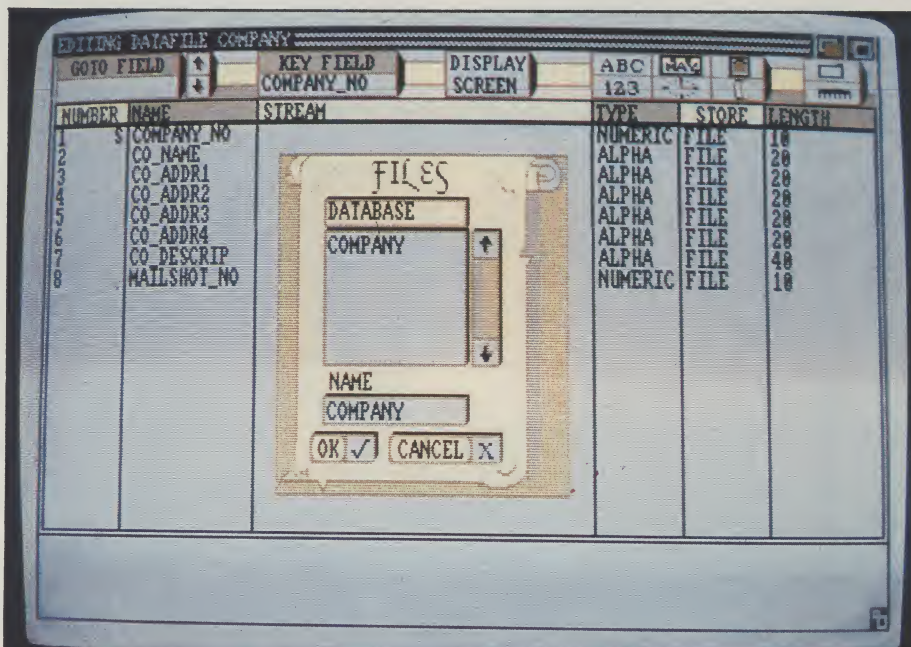 EDITING DATAFILE COMPANY
GOTO FIELD
KEY FIELD
COMPANY_NO
DISPLAY
SCREEN
ABC
123
NUMBER NAME STREAM TYPE STORE LENGTH
1 S COMPANY_NO NUMERIC FILE 10
2 CO_NAME ALPHA FILE 20
3 CO_ADDR1 ALPHA FILE 20
4 CO_ADDR2 ALPHA FILE 20
5 CO_ADDR3 ALPHA FILE 20
6 CO_ADDR4 ALPHA FILE 20
7 CO_DESCRIP ALPHA FILE 40
8 MAILSHOT_NO NUMERIC FILE 10
FILES
DATABASE
COMPANY
NAME
COMPANY
OK ✓ CANCEL X